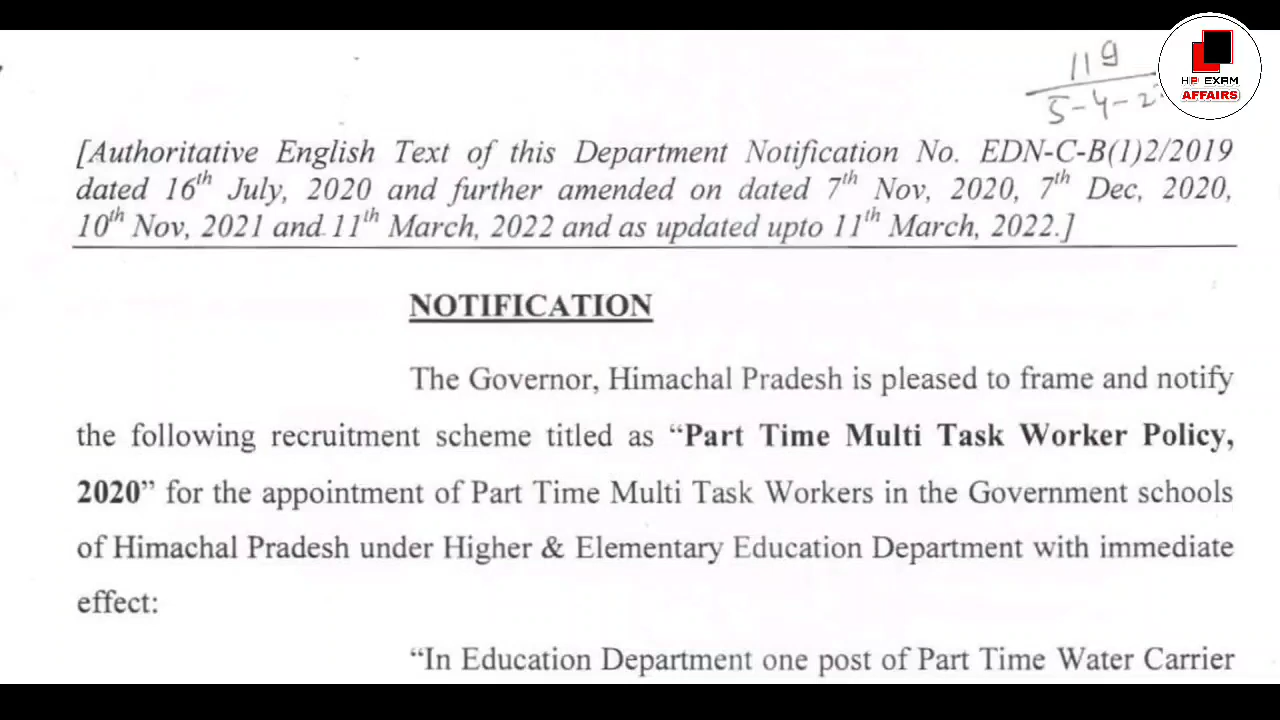 119
5-4-2
HP EXAM
AFFAIRS
[Authoritative English Text of this Department Notification No. EDN-C-B(1)2/2019
dated 16th July, 2020 and further amended on dated 7th Nov, 2020, 7th Dec, 2020,
10th Nov, 2021 and 11th March, 2022 and as updated upto 11th March, 2022.]
NOTIFICATION
The Governor, Himachal Pradesh is pleased to frame and notify
the following recruitment scheme titled as “Part Time Multi Task Worker Policy,
2020” for the appointment of Part Time Multi Task Workers in the Government schools
of Himachal Pradesh under Higher & Elementary Education Department with immediate
effect:
“In Education Department one post of Part Time Water Carrier